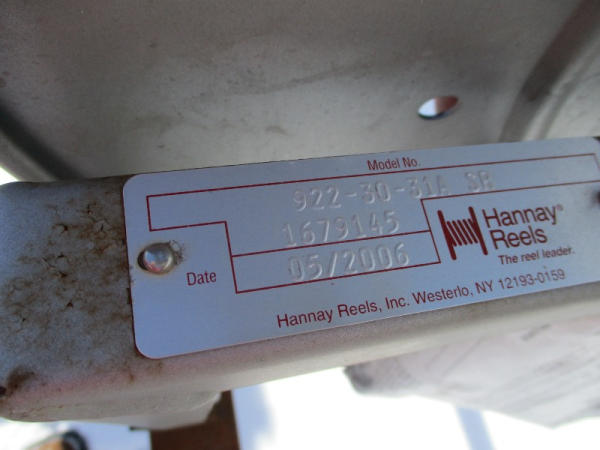 Model No.
922-30-31A SR
1679145
Date 05/2006
Hannay®
Reels
The reel leader.
Hannay Reels, Inc. Westerlo, NY 12193-0159